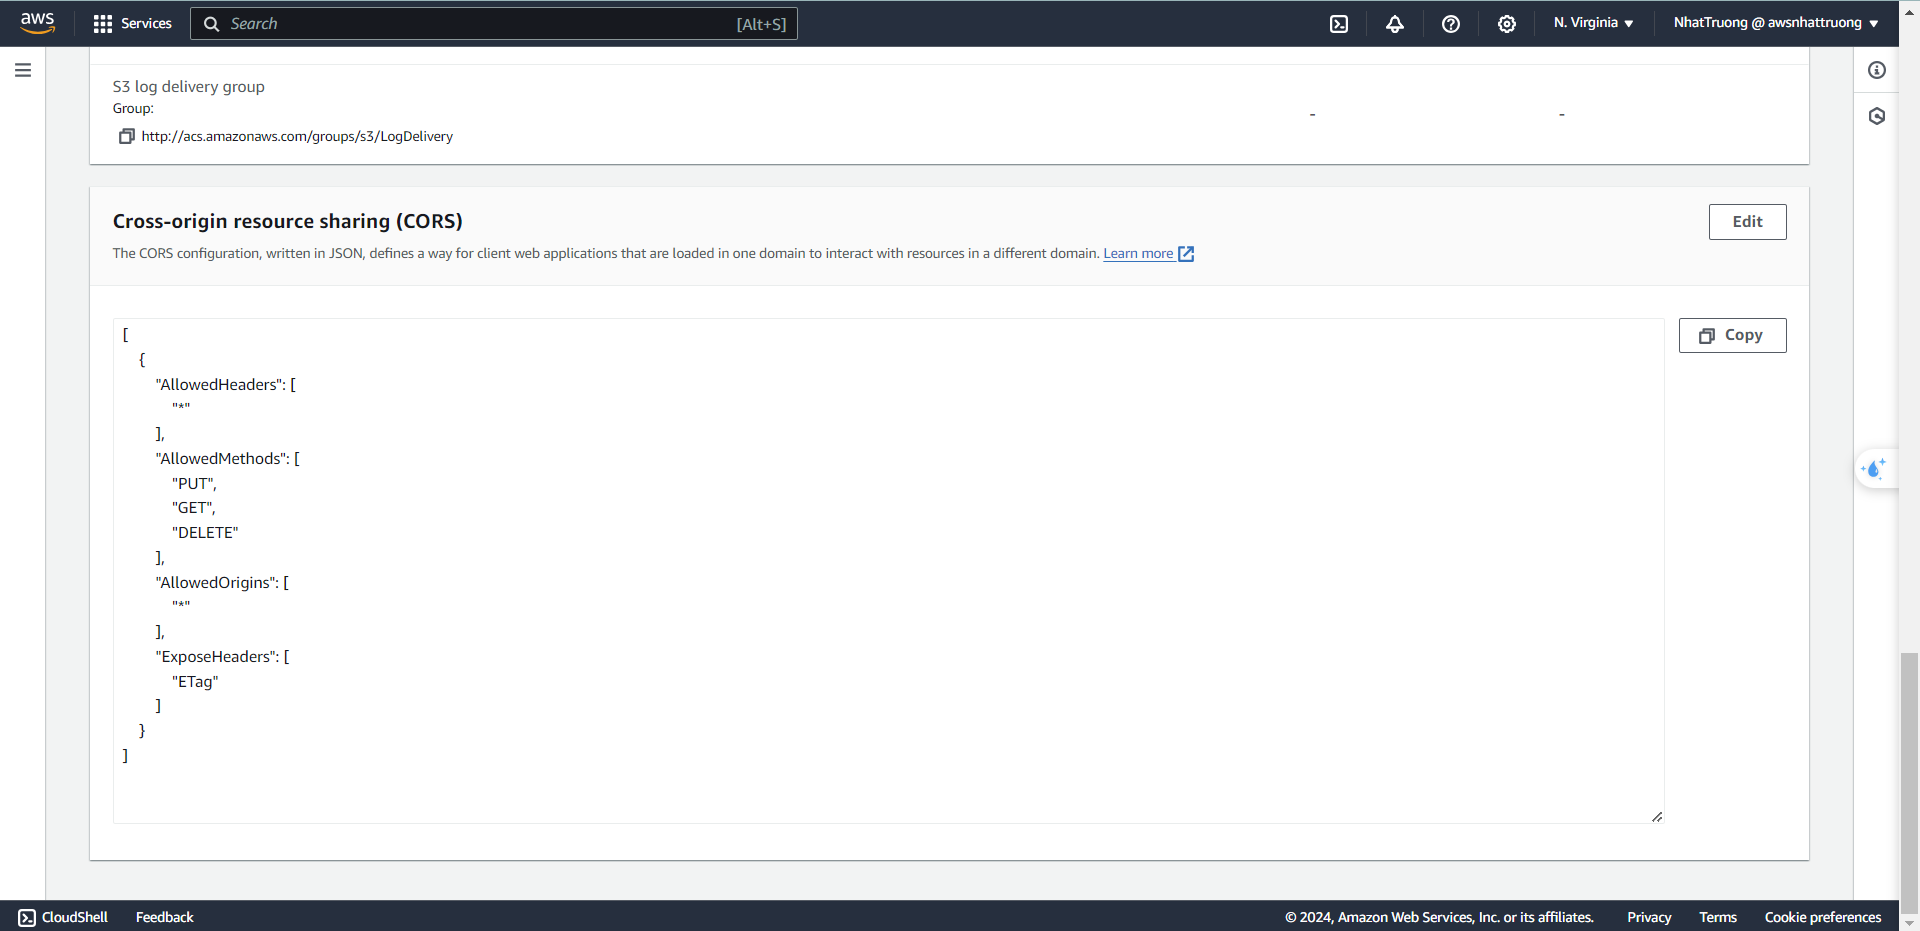 aws
Services
Search
[Alt+S]
N. Virginia
NhatTruong @ awsnhattruong
S3 log delivery group
Group:
http://acs.amazonaws.com/groups/s3/LogDelivery
-
-
Cross-origin resource sharing (CORS)
Edit
The CORS configuration, written in JSON, defines a way for client web applications that are loaded in one domain to interact with resources in a different domain. Learn more
Copy
[
{
"AllowedHeaders": [
"*"
],
"AllowedMethods": [
"PUT",
"GET",
"DELETE"
],
"AllowedOrigins": [
"*"
],
"ExposeHeaders": [
"ETag"
]
}
]
CloudShell
Feedback
© 2024, Amazon Web Services, Inc. or its affiliates.
Privacy
Terms
Cookie preferences